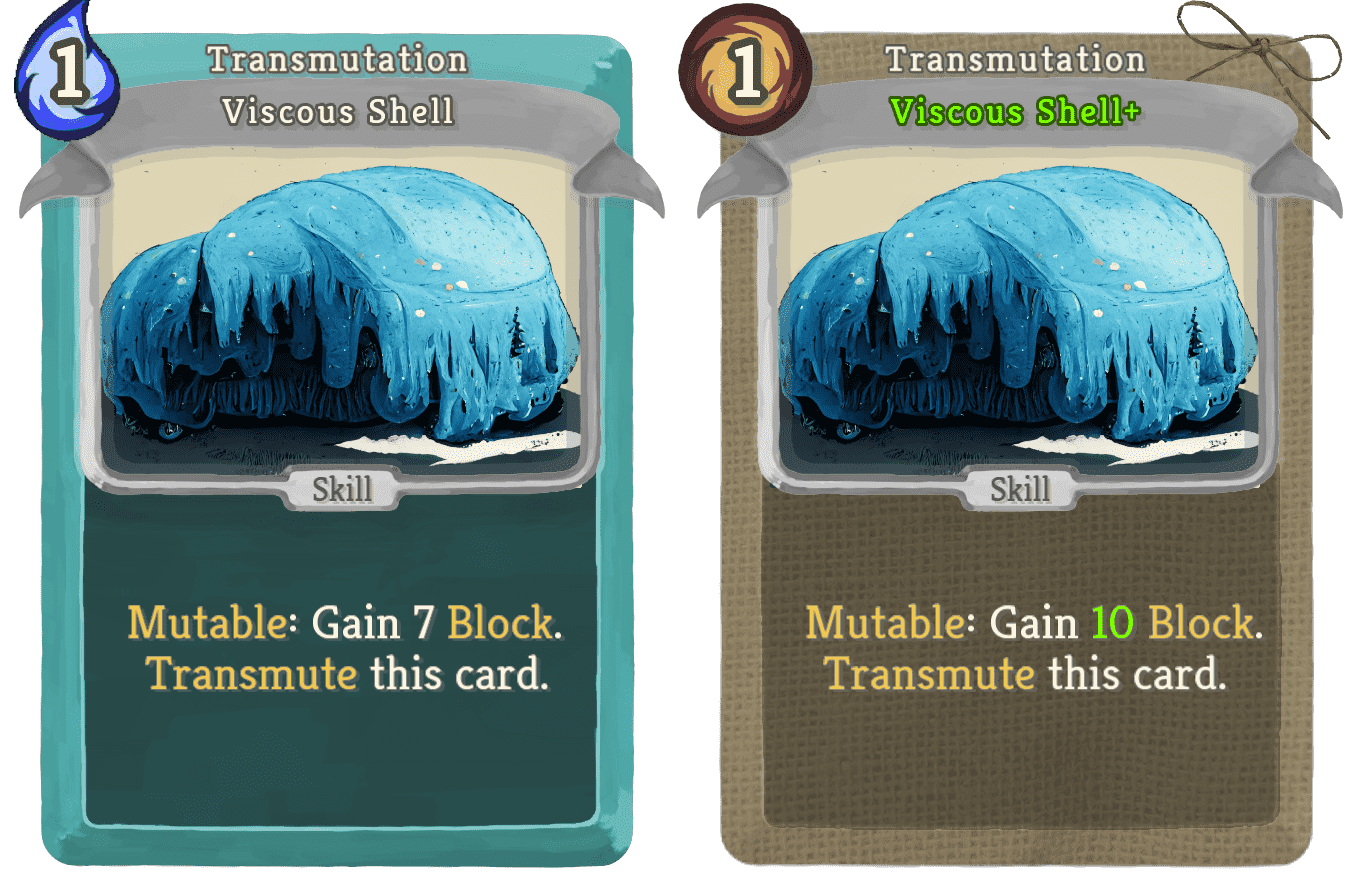 1
Transmutation
Viscous Shell
Skill
Mutable: Gain 7 Block.
Transmute this card.
1
Transmutation
Viscous Shell+
Skill
Mutable: Gain 10 Block.
Transmute this card.